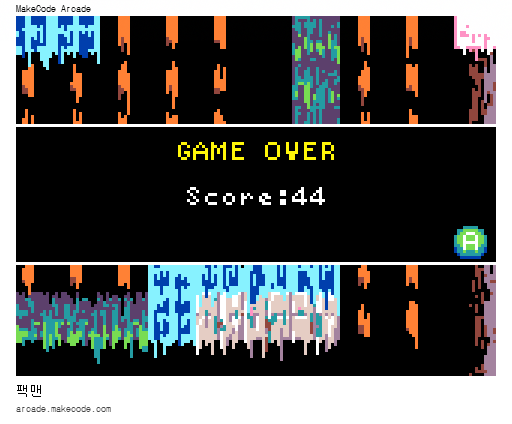 MakeCode Arcade
GAME OVER
Score:44
A
팩맨
arcade.makecode.com